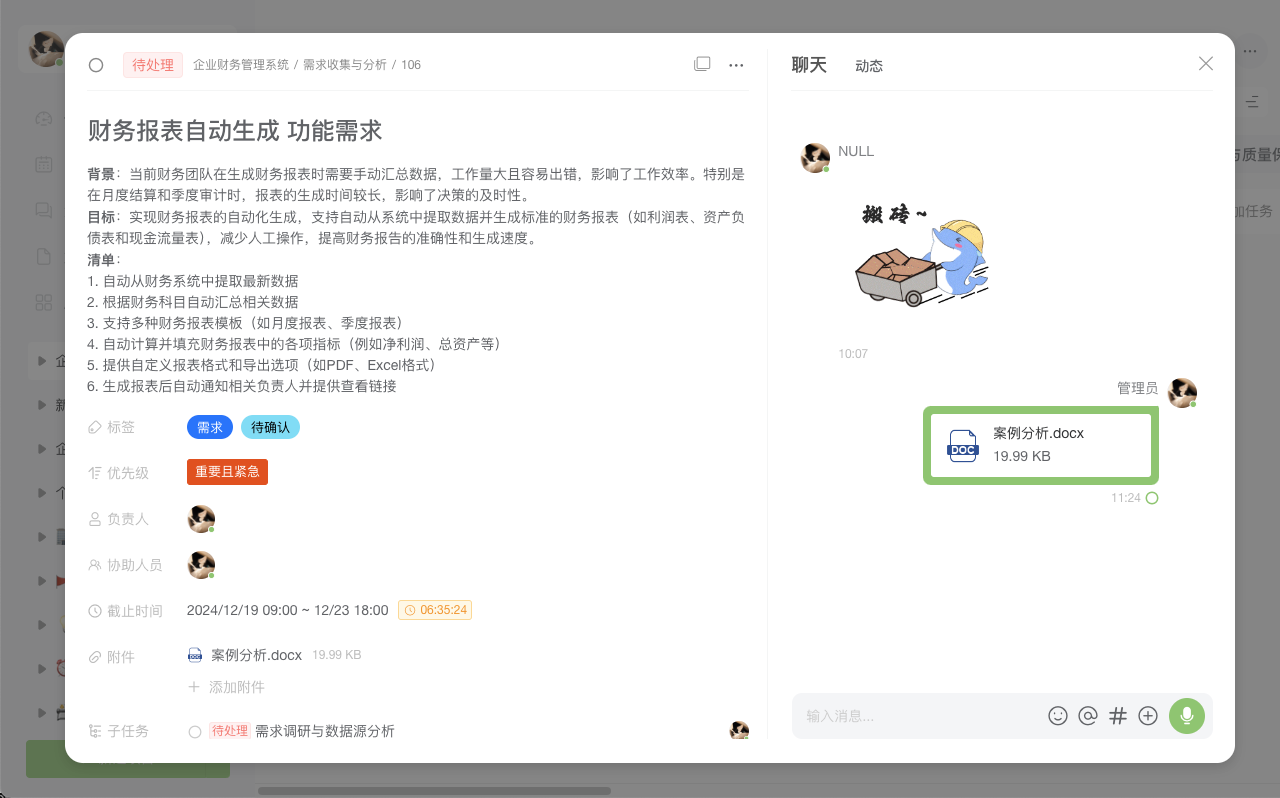 待处理 企业财务管理系统 / 需求收集与分析 / 106
财务报表自动生成 功能需求
背景：当前财务团队在生成财务报表时需要手动汇总数据，工作量大且容易出错，影响了工作效率。特别是
在月度结算和季度审计时，报表的生成时间较长，影响了决策的及时性。
目标：实现财务报表的自动化生成，支持自动从系统中提取数据并生成标准的财务报表（如利润表、资产负
债表和现金流量表），减少人工操作，提高财务报告的准确性和生成速度。
清单：
1. 自动从财务系统中提取最新数据
2. 根据财务科目自动汇总相关数据
3. 支持多种财务报表模板（如月度报表、季度报表）
4. 自动计算并填充财务报表中的各项指标（例如净利润、总资产等）
5. 提供自定义报表格式和导出选项（如PDF、Excel格式）
6. 生成报表后自动通知相关负责人并提供查看链接
标签 需求 待确认
优先级 重要且紧急
负责人
协助人员
截止时间 2024/12/19 09:00 ~ 12/23 18:00 06:35:24
附件 DOC 案例分析.docx 19.99 KB
添加附件
子任务 待处理 需求调研与数据源分析
聊天 动态
NULL
搬砖~
10:07
管理员
DOC 案例分析.docx
19.99 KB
11:24
输入消息...
与质量保
加任务
企
新
企
个